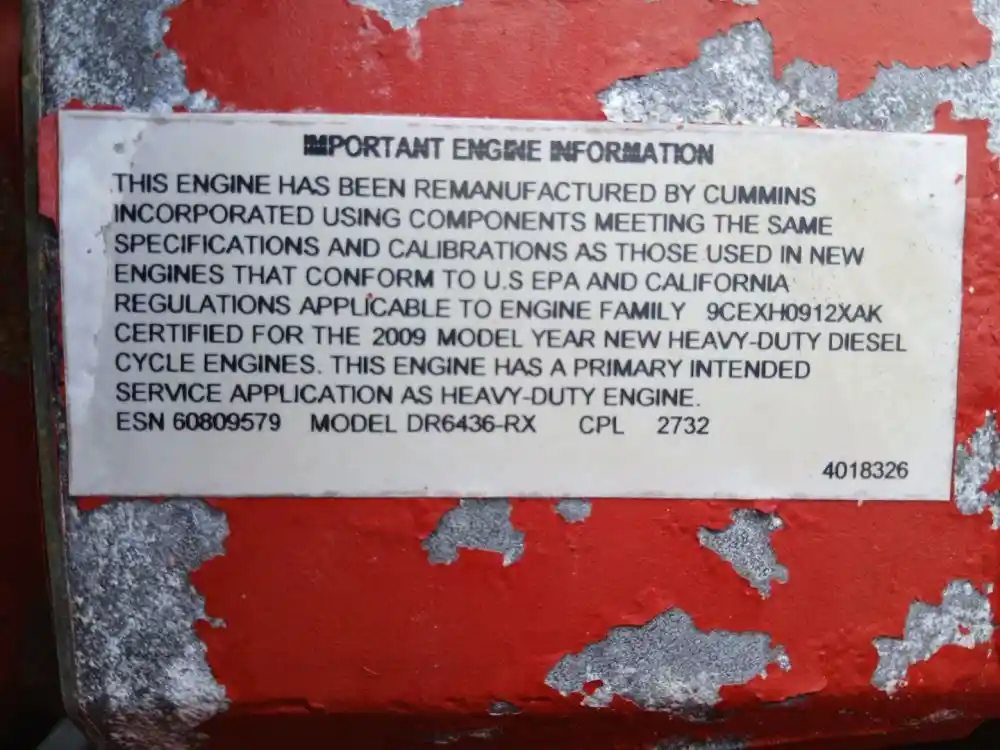 IMPORTANT ENGINE INFORMATION
THIS ENGINE HAS BEEN REMANUFACTURED BY CUMMINS
INCORPORATED USING COMPONENTS MEETING THE SAME
SPECIFICATIONS AND CALIBRATIONS AS THOSE USED IN NEW
ENGINES THAT CONFORM TO U.S EPA AND CALIFORNIA
REGULATIONS APPLICABLE TO ENGINE FAMILY 9CEXH0912XAK
CERTIFIED FOR THE 2009 MODEL YEAR NEW HEAVY-DUTY DIESEL
CYCLE ENGINES. THIS ENGINE HAS A PRIMARY INTENDED
SERVICE APPLICATION AS HEAVY-DUTY ENGINE.
ESN 60809579 MODEL DR6436-RX CPL 2732
4018326